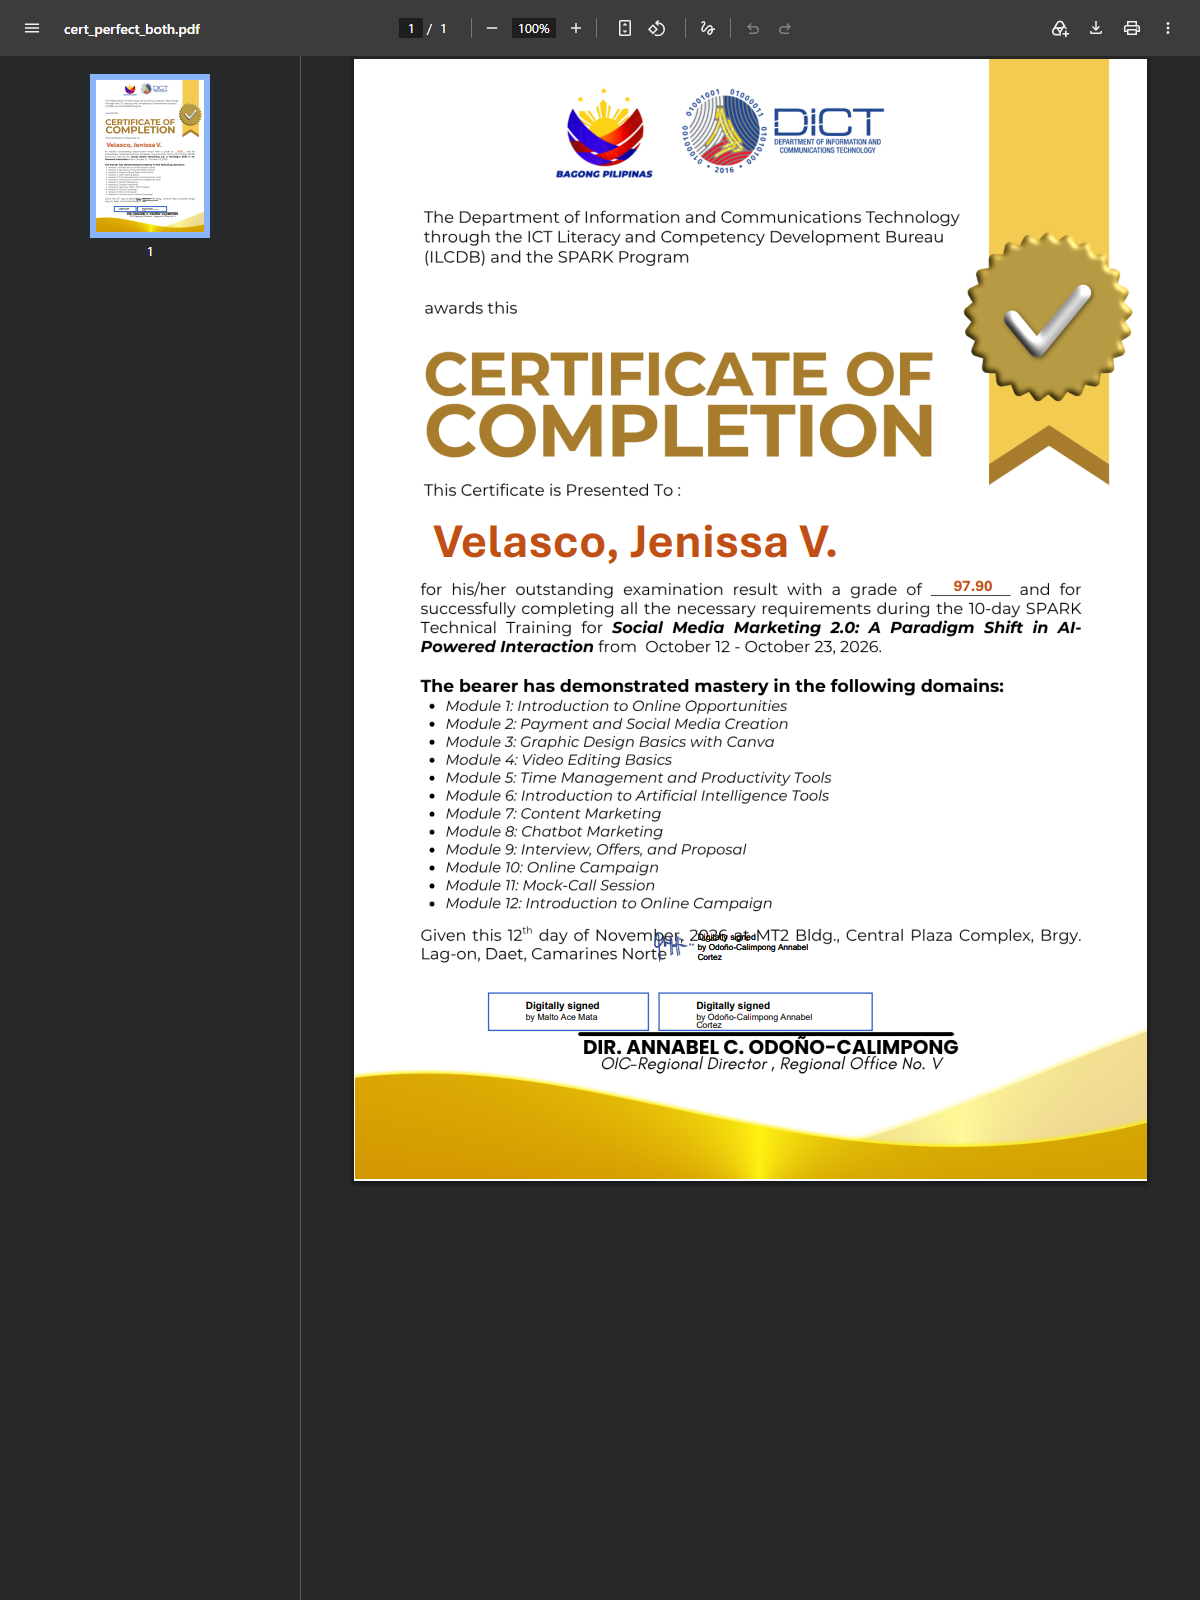 cert_perfect_both.pdf
1 / 1
100%
1
BAGONG PILIPINAS
01001001 01000011
01000100
01010100
• 2016 •
DICT
DEPARTMENT OF INFORMATION AND
COMMUNICATIONS TECHNOLOGY
The Department of Information and Communications Technology
through the ICT Literacy and Competency Development Bureau
(ILCDB) and the SPARK Program
awards this
CERTIFICATE OF
COMPLETION
This Certificate is Presented To :
Velasco, Jenissa V.
for his/her outstanding examination result with a grade of 97.90 and for
successfully completing all the necessary requirements during the 10-day SPARK
Technical Training for Social Media Marketing 2.0: A Paradigm Shift in AI-
Powered Interaction from October 12 - October 23, 2026.
The bearer has demonstrated mastery in the following domains:
• Module 1: Introduction to Online Opportunities
• Module 2: Payment and Social Media Creation
• Module 3: Graphic Design Basics with Canva
• Module 4: Video Editing Basics
• Module 5: Time Management and Productivity Tools
• Module 6: Introduction to Artificial Intelligence Tools
• Module 7: Content Marketing
• Module 8: Chatbot Marketing
• Module 9: Interview, Offers, and Proposal
• Module 10: Online Campaign
• Module 11: Mock-Call Session
• Module 12: Introduction to Online Campaign
Given this 12th day of November, 2026 at MT2 Bldg., Central Plaza Complex, Brgy.
Lag-on, Daet, Camarines Norte
Digitally signed
by Odoño-Calimpong Annabel
Cortez
Digitally signed
by Malto Ace Mata
Digitally signed
by Odoño-Calimpong Annabel
Cortez
DIR. ANNABEL C. ODOÑO-CALIMPONG
OIC-Regional Director , Regional Office No. V